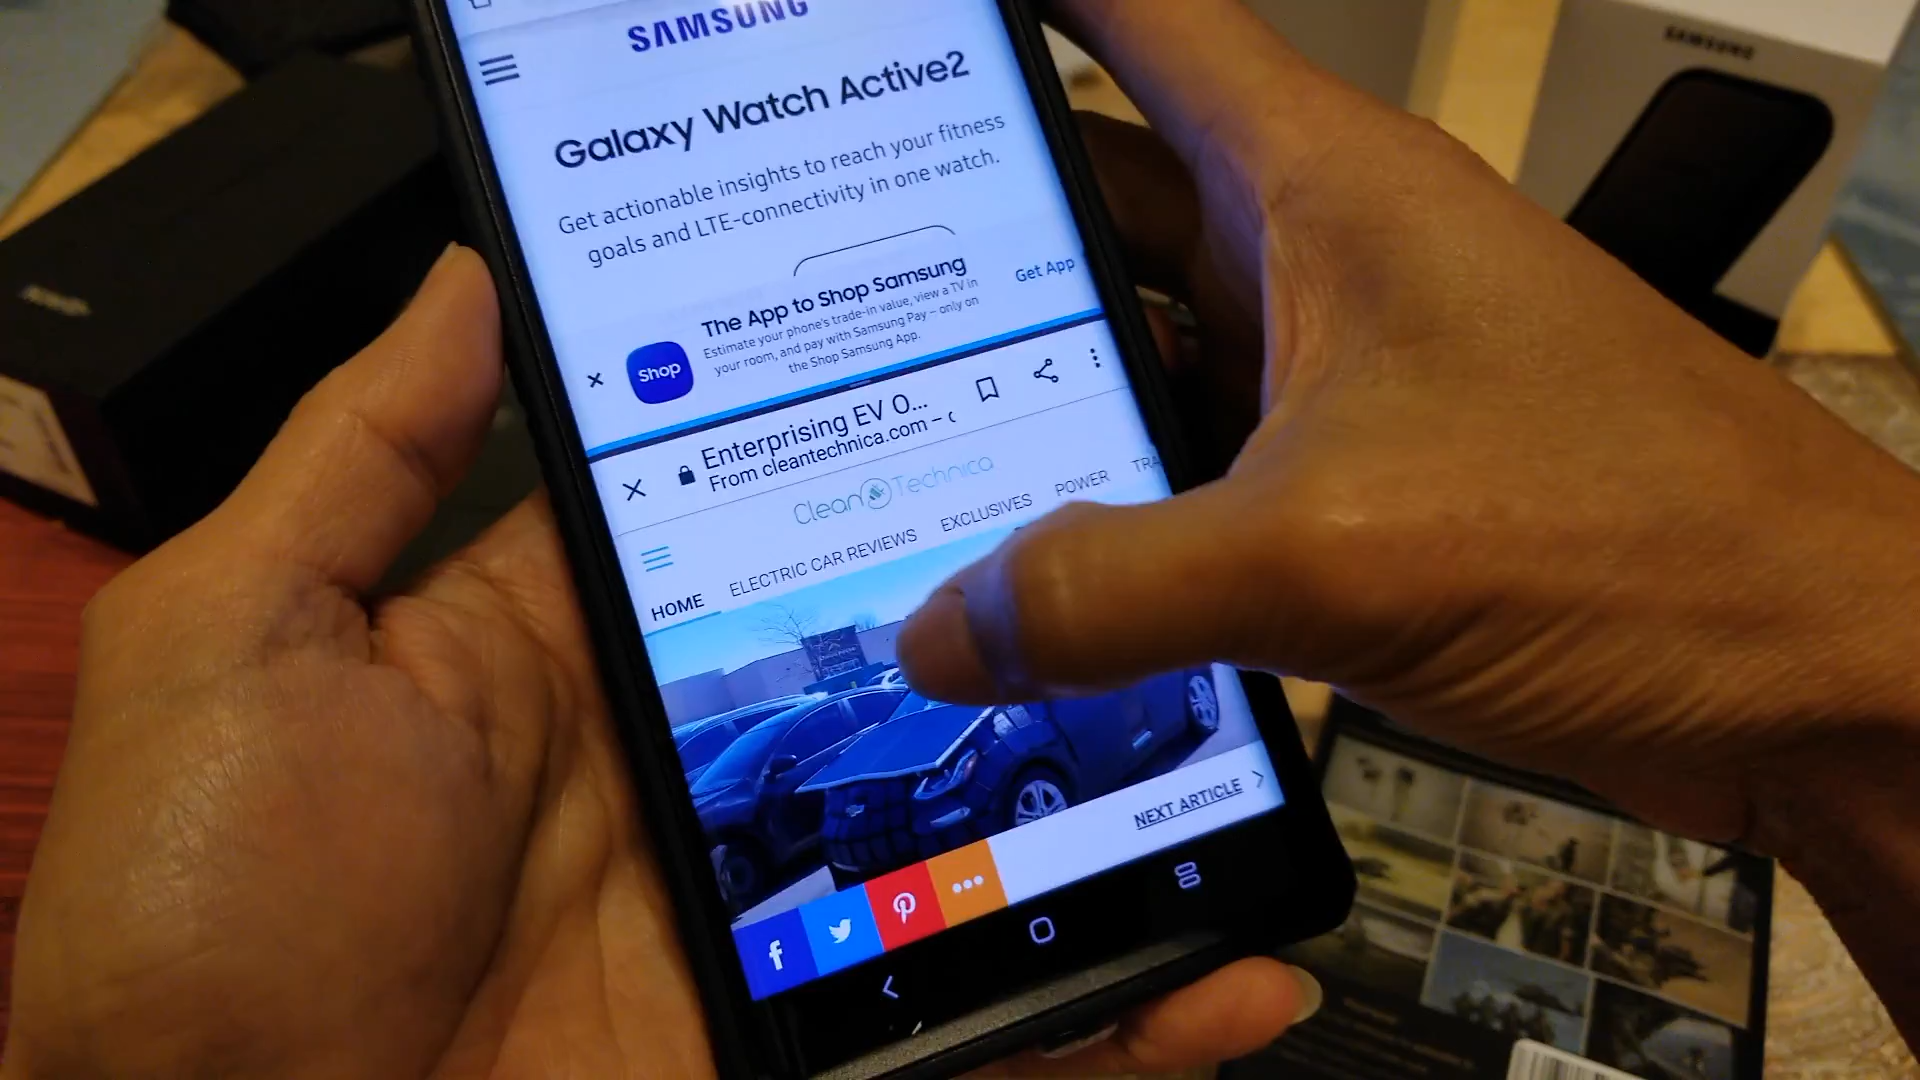 SAMSUNG
Galaxy Watch Active2
Get actionable insights to reach your fitness
goals and LTE-connectivity in one watch.
The App to Shop Samsung
Estimate your phone's trade-in value, view a TV in
your room, and pay with Samsung Pay – only on
the Shop Samsung App.
Get App
Shop
Enterprising EV O...
From cleantechnica.com –
CleanTechnica
HOME ELECTRIC CAR REVIEWS EXCLUSIVES POWER TRA
NEXT ARTICLE
SAMSUNG